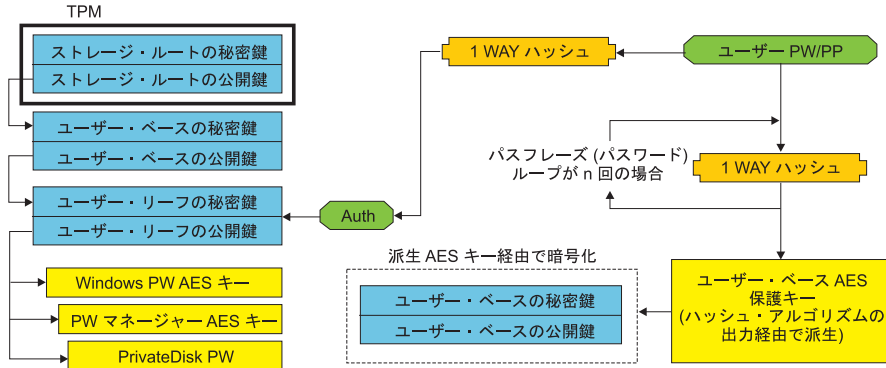 TPM
ストレージ・ルートの秘密鍵
ストレージ・ルートの公開鍵
ユーザー・ベースの秘密鍵
ユーザー・ベースの公開鍵
ユーザー・リーフの秘密鍵
ユーザー・リーフの公開鍵
Windows PW AES キー
PW マネージャー AES キー
PrivateDisk PW
Auth
1 WAY ハッシュ
ユーザー PW/PP
パスフレーズ (パスワード)
ループが n 回の場合
1 WAY ハッシュ
派生 AES キー経由で暗号化
ユーザー・ベースの秘密鍵
ユーザー・ベースの公開鍵
ユーザー・ベース AES
保護キー
(ハッシュ・アルゴリズムの
出力経由で派生)